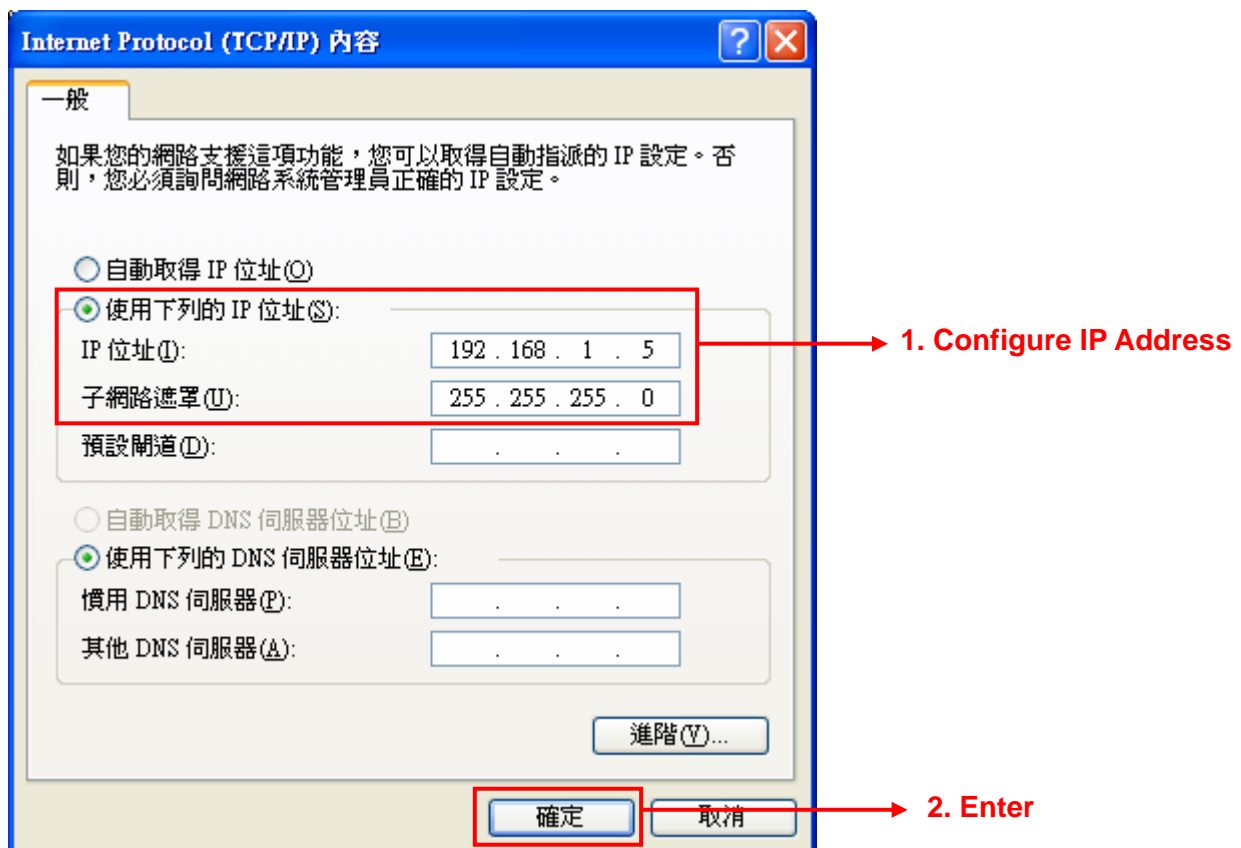 Internet Protocol (TCP/IP) 內容
一般
如果您的網路支援這項功能，您可以取得自動指派的 IP 設定。否
則，您必須詢問網路系統管理員正確的 IP 設定。
自動取得 IP 位址(O)
使用下列的 IP 位址(S):
IP 位址(I): 192 . 168 . 1 . 5
1. Configure IP Address
子網路遮罩(U): 255 . 255 . 255 . 0
預設閘道(D): . . .
自動取得 DNS 伺服器位址(B)
使用下列的 DNS 伺服器位址(E):
慣用 DNS 伺服器(P): . . .
其他 DNS 伺服器(A): . . .
進階(V)...
確定 取消
2. Enter